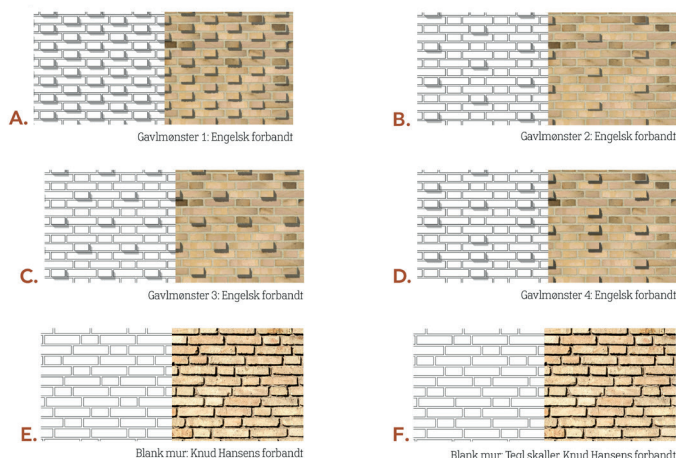 A.
Gavlmønster 1: Engelsk forbandt
B.
Gavlmønster 2: Engelsk forbandt
C.
Gavlmønster 3: Engelsk forbandt
D.
Gavlmønster 4: Engelsk forbandt
E.
Blank mur: Knud Hansens forbandt
F.
Blank mur: Tegl skaller Knud Hansens forbandt